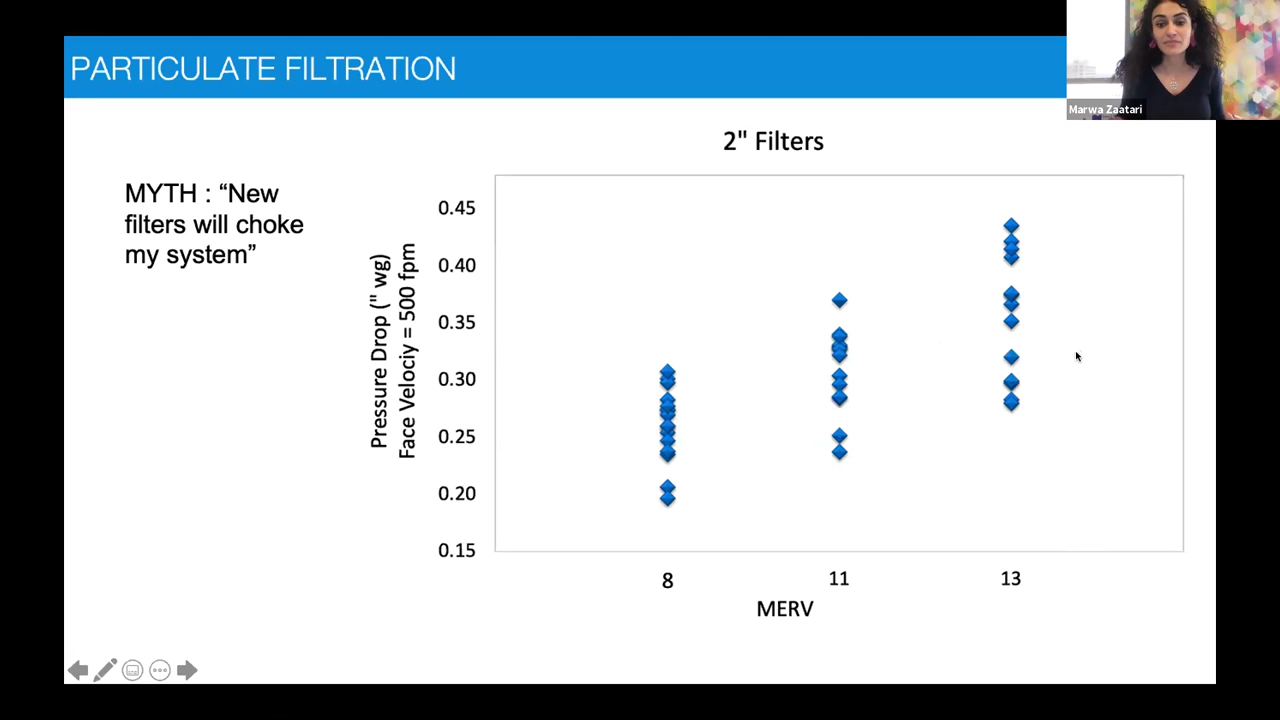 PARTICULATE FILTRATION
Marwa Zaatari
MYTH : “New
filters will choke
my system”
2" Filters
Pressure Drop (" wg)
Face Velociy = 500 fpm
0.45
0.40
0.35
0.30
0.25
0.20
0.15
8
11
13
MERV